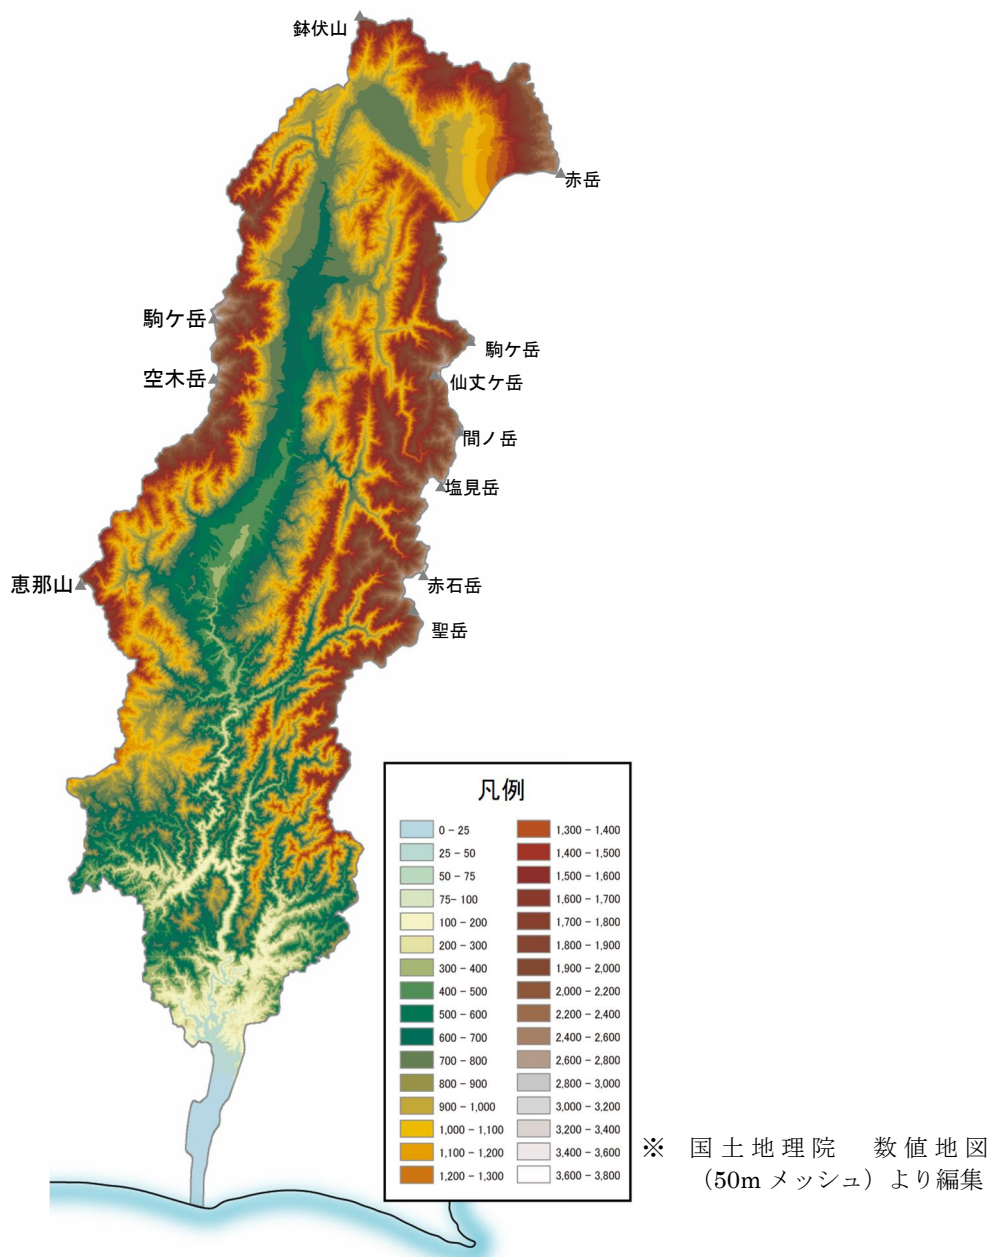 鉢伏山
赤岳
駒ケ岳
駒ケ岳
空木岳
仙丈ケ岳
間ノ岳
塩見岳
恵那山
赤石岳
聖岳
凡例
0 - 25
25 - 50
50 - 75
75- 100
100 - 200
200 - 300
300 - 400
400 - 500
500 - 600
600 - 700
700 - 800
800 - 900
900 - 1,000
1,000 - 1,100
1,100 - 1,200
1,200 - 1,300
1,300 - 1,400
1,400 - 1,500
1,500 - 1,600
1,600 - 1,700
1,700 - 1,800
1,800 - 1,900
1,900 - 2,000
2,000 - 2,200
2,200 - 2,400
2,400 - 2,600
2,600 - 2,800
2,800 - 3,000
3,000 - 3,200
3,200 - 3,400
3,400 - 3,600
3,600 - 3,800
※ 国土地理院 数値地図
（50m メッシュ）より編集